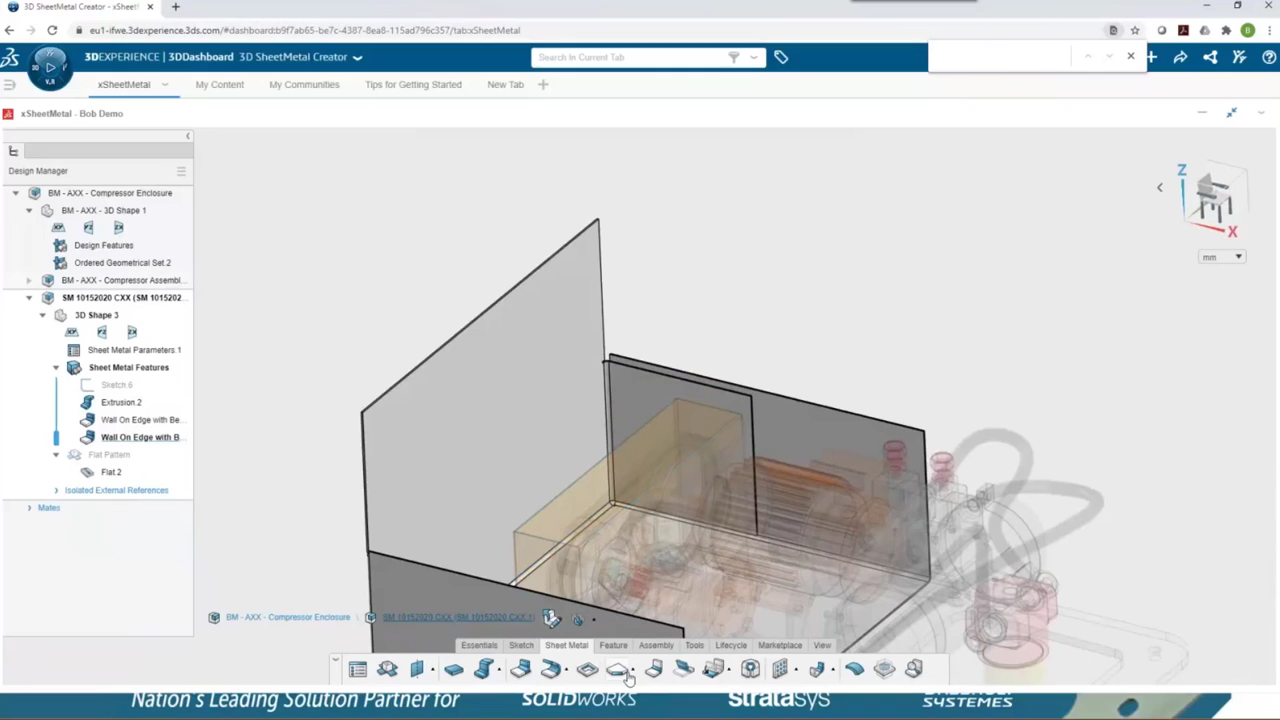 3D SheetMetal Creator - xSheetM
eu1-ifwe.3dexperience.3ds.com/#dashboard:b9f7ab65-be7c-4387-8ea8-115ad796c357/tab:xSheetMetal
B
3D
V.R
3DEXPERIENCE | 3DDashboard 3D SheetMetal Creator
Search In Current Tab
xSheetMetal
My Content
My Communities
Tips for Getting Started
New Tab
xSheetMetal - Bob Demo
Design Manager
BM - AXX - Compressor Enclosure
BM - AXX - 3D Shape 1
Design Features
Ordered Geometrical Set.2
BM - AXX - Compressor Assembl...
SM 10152020 CXX (SM 1015202...
3D Shape 3
Sheet Metal Parameters.1
Sheet Metal Features
Sketch 6
Extrusion.2
Wall On Edge with Be...
Wall On Edge with B...
Flat Pattern
Flat 2
Isolated External References
Mates
Z
X
mm
BM - AXX - Compressor Enclosure
SM 10152020 CXX (SM 10152020 CXX.1)
Essentials Sketch Sheet Metal Feature Assembly Tools Lifecycle Marketplace View
Nation's Leading Solution Partner for
SOLIDWORKS
Stratasys
SYSTEMES